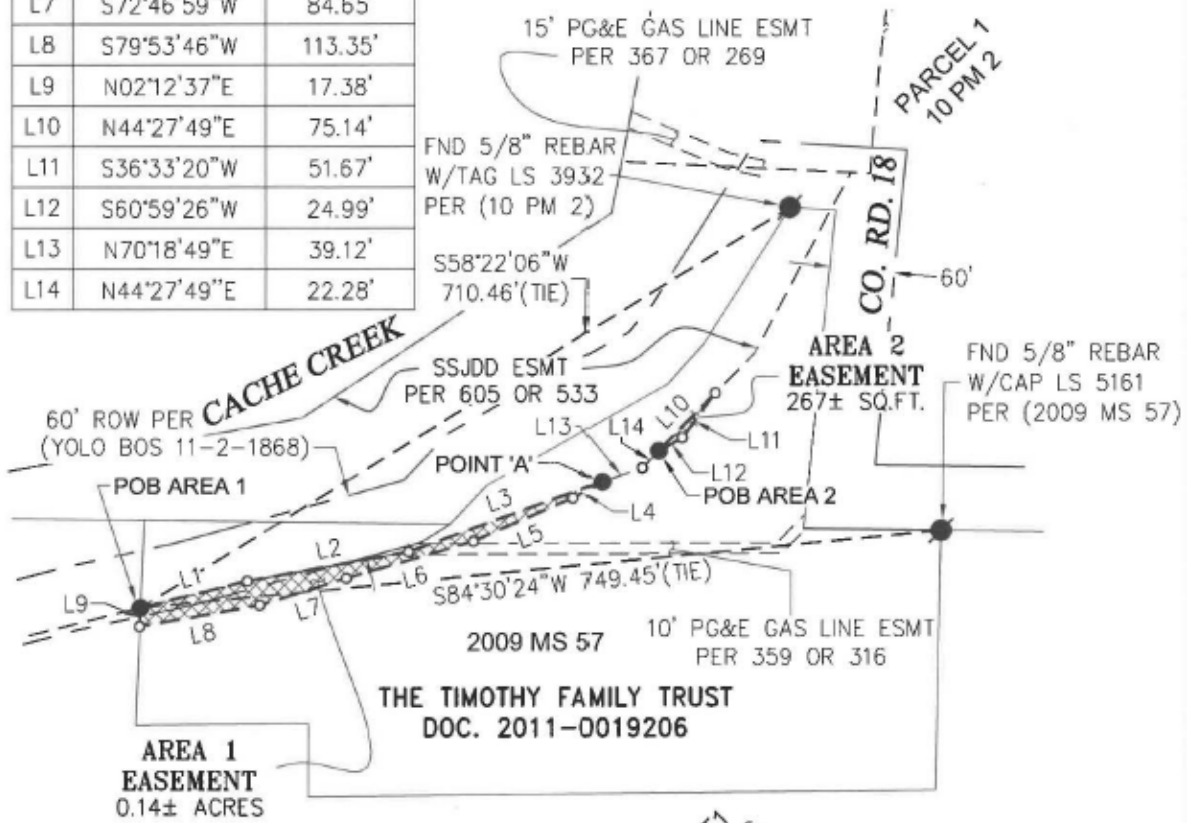 L7 S72°46'59"W 84.65'
L8 S79°53'46"W 113.35'
L9 N02°12'37"E 17.38'
L10 N44°27'49"E 75.14'
L11 S36°33'20"W 51.67'
L12 S60°59'26"W 24.99'
L13 N70°18'49"E 39.12'
L14 N44°27'49"E 22.28'
15' PG&E GAS LINE ESMT
PER 367 OR 269
PARCEL 1
10 PM 2
FND 5/8" REBAR
W/TAG LS 3932
PER (10 PM 2)
CO. RD. 18
60'
S58°22'06"W
710.46'(TIE)
CACHE CREEK
SSJDD ESMT
PER 605 OR 533
AREA 2
EASEMENT
267± SQ.FT.
FND 5/8" REBAR
W/CAP LS 5161
PER (2009 MS 57)
60' ROW PER
(YOLO BOS 11-2-1868)
L10
L11
L12
L13
L14
POINT 'A'
POB AREA 2
POB AREA 1
L3
L4
L5
L2
L6
L1
L7
L9
L8
S84°30'24"W 749.45'(TIE)
2009 MS 57
10' PG&E GAS LINE ESMT
PER 359 OR 316
THE TIMOTHY FAMILY TRUST
DOC. 2011-0019206
AREA 1
EASEMENT
0.14± ACRES